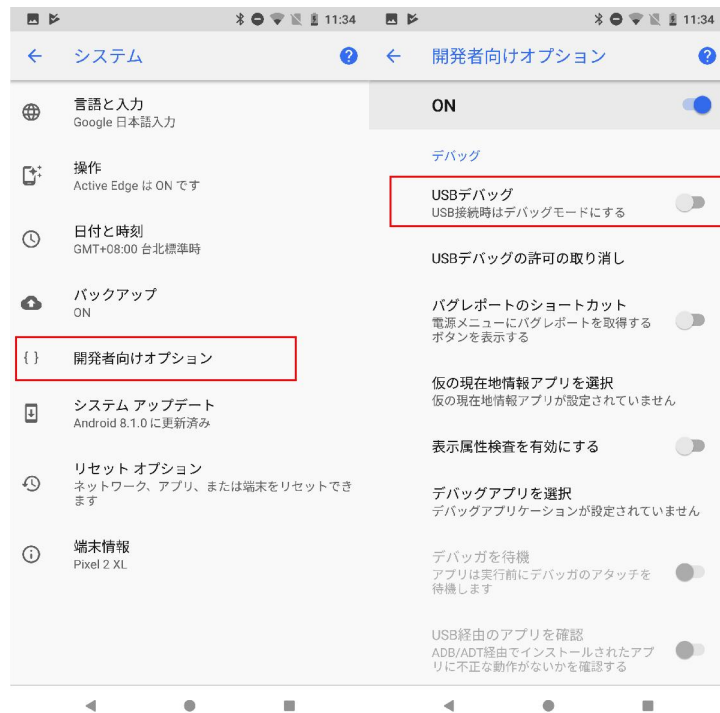 11:34
システム
?
言語と入力
Google 日本語入力
操作
Active Edge は ON です
日付と時刻
GMT+08:00 台北標準時
バックアップ
ON
{ }
開発者向けオプション
システム アップデート
Android 8.1.0 に更新済み
リセット オプション
ネットワーク、アプリ、または端末をリセットでき
ます
端末情報
Pixel 2 XL
11:34
開発者向けオプション
?
ON
デバッグ
USBデバッグ
USB接続時はデバッグモードにする
USBデバッグの許可の取り消し
バグレポートのショートカット
電源メニューにバグレポートを取得する
ボタンを表示する
仮の現在地情報アプリを選択
仮の現在地情報アプリが設定されていません
表示属性検査を有効にする
デバッグアプリを選択
デバッグアプリケーションが設定されていません
デバッガを待機
アプリは実行前にデバッガのアタッチを
待機します
USB経由のアプリを確認
ADB/ADT経由でインストールされたアプ
リに不正な動作がないかを確認する